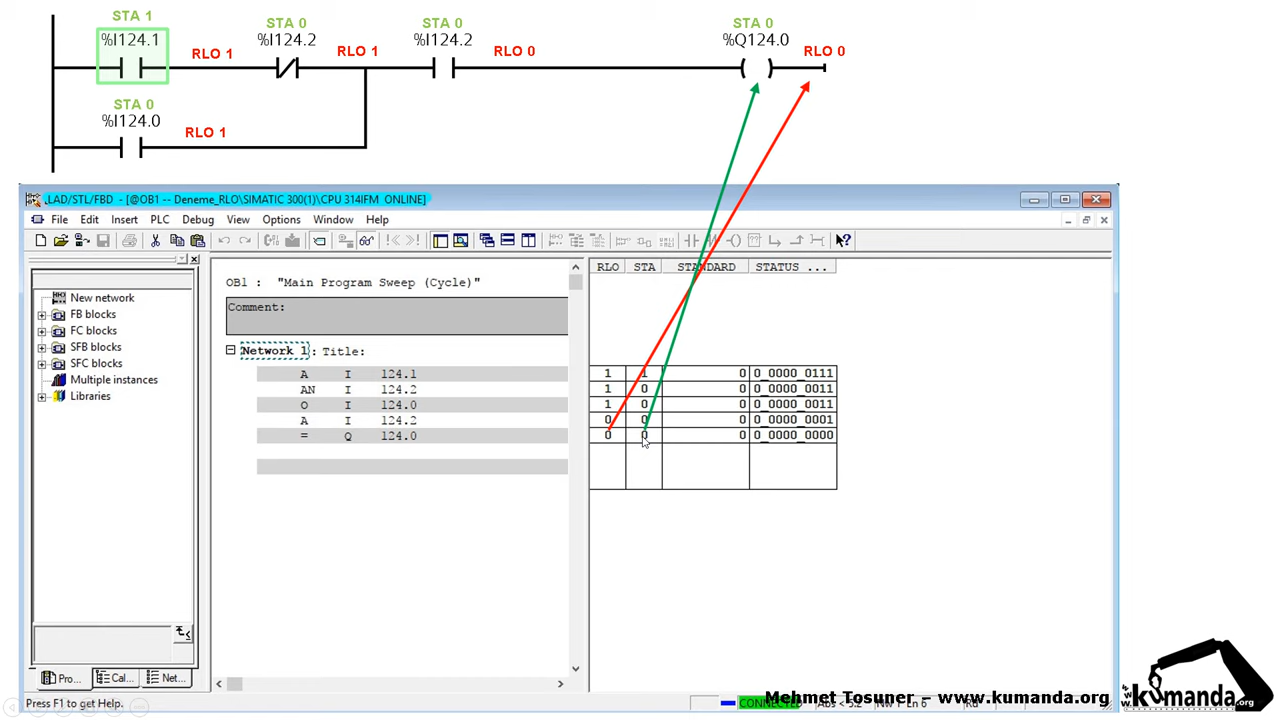 STA 1
%I124.1
RLO 1
STA 0
%I124.2
RLO 1
STA 0
%I124.2
RLO 0
STA 0
%Q124.0
RLO 0
STA 0
%I124.0
RLO 1
LAD/STL/FBD - [@OB1 -- Deneme_RLO\SIMATIC 300(1)\CPU 314IFM ONLINE]
File Edit Insert PLC Debug View Options Window Help
New network
FB blocks
FC blocks
SFB blocks
SFC blocks
Multiple instances
Libraries
Pro... Cal... Net...
OB1 : "Main Program Sweep (Cycle)"
Comment:
Network 1: Title:
A I 124.1
AN I 124.2
O I 124.0
A I 124.2
= Q 124.0
RLO STA STANDARD STATUS ...
1 1 0 0_0000_0111
1 0 0 0_0000_0011
1 0 0 0_0000_0011
0 0 0 0_0000_0001
0 0 0 0_0000_0000
Press F1 to get Help.
Mehmet Tosuner – www.kumanda.org
kumanda.org